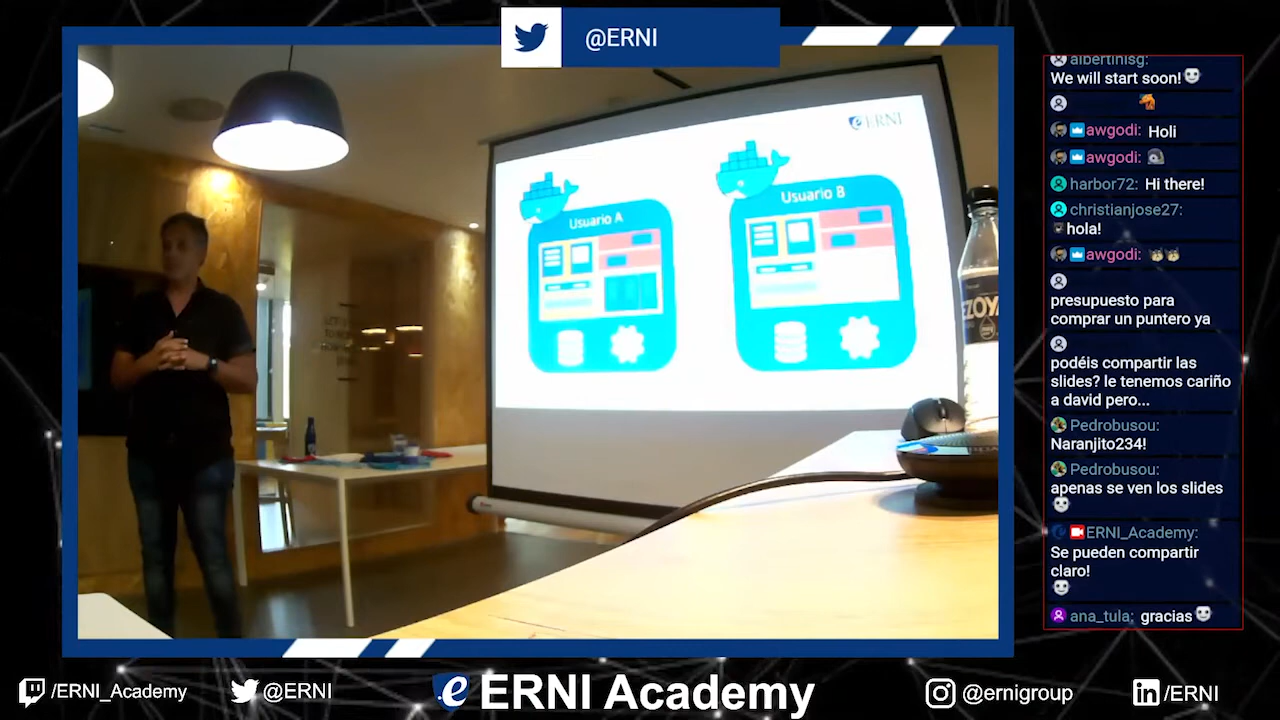 @ERNI
ERNI
Usuario A
Usuario B
albertinisg:
We will start soon!
awgodi: Holi
awgodi:
harbor72: Hi there!
christianjose27:
hola!
awgodi:
presupuesto para
comprar un puntero ya
podéis compartir las
slides? le tenemos cariño
a david pero...
Pedrobusou:
Naranjito234!
Pedrobusou:
apenas se ven los slides
ERNI_Academy:
Se pueden compartir
claro!
ana_tula: gracias
/ERNI_Academy
@ERNI
ERNI Academy
@ernigroup
/ERNI